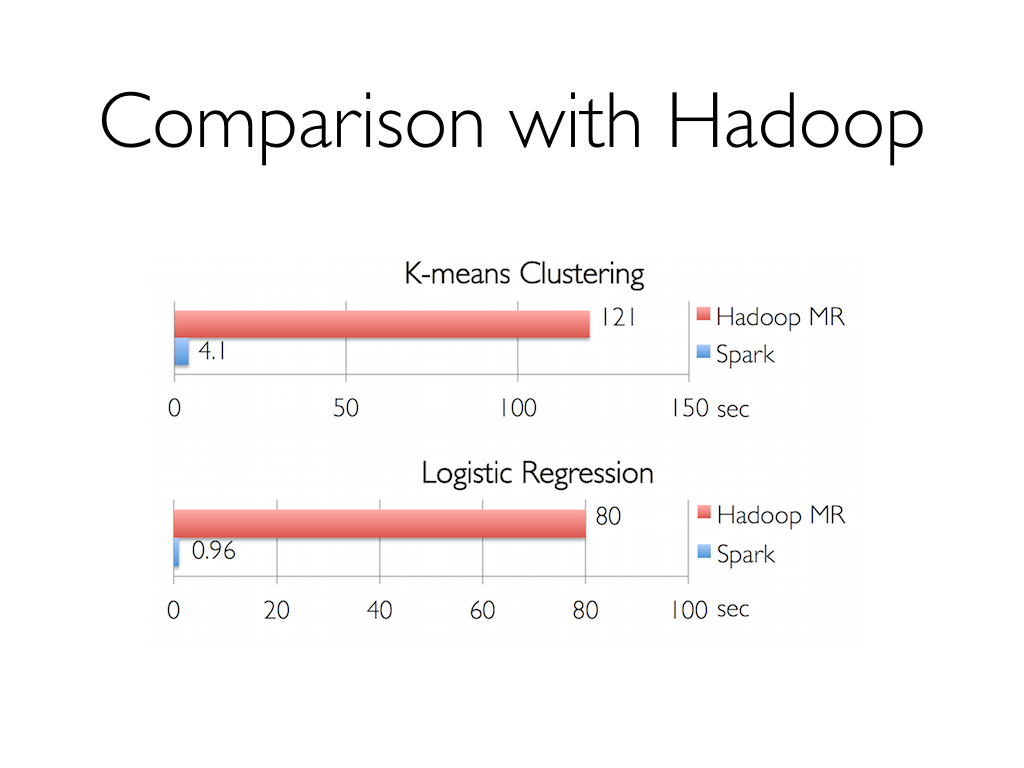 Comparison with Hadoop
K-means Clustering
121
Hadoop MR
4.1
Spark
0 50 100 150 sec
Logistic Regression
80
Hadoop MR
0.96
Spark
0 20 40 60 80 100 sec